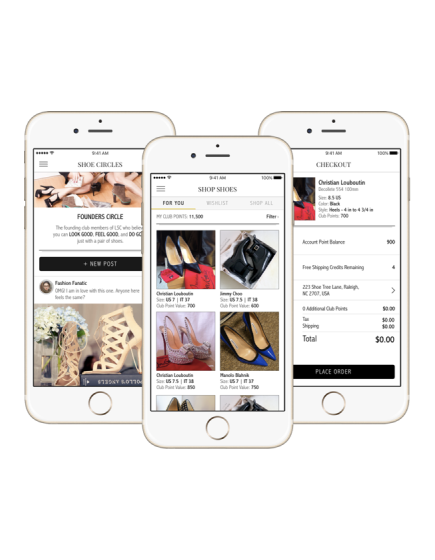 9:41 AM
SHOE CIRCLES
FOUNDERS CIRCLE
The founding club members of LSC who believe
you can LOOK GOOD, FEEL GOOD, and DO GO
just with a pair of shoes.
+ NEW POST
Fashion Fanatic
OMG! I am in love with this one. Anyone here
feels the same?
9:41 AM 100%
SHOP SHOES
FOR YOU WISHLIST SHOP ALL
MY CLUB POINTS: 11,500 Filter
Christian Louboutin
Size: US 7 | IT 37
Club Point Value: 700
Jimmy Choo
Size: US 7.5 | IT 38
Club Point Value: 600
Christian Louboutin
Size: US 7.5 | IT 38
Club Point Value: 850
Manolo Blahnik
Size: US 7 | IT 37
Club Point Value: 750
9:41 AM 100%
CHECKOUT
Christian Louboutin
Decollete 554 100mm
Size: 8.5 US
Color: Black
Style: Heels - 4 in to 4 3/4 in
Club Points: 700
Account Point Balance 900
Free Shipping Credits Remaining 4
223 Shoe Tree Lane, Raleigh,
NC 2707, USA
0 Additional Club Points $0.00
Tax $0.00
Shipping $0.00
Total $0.00
PLACE ORDER